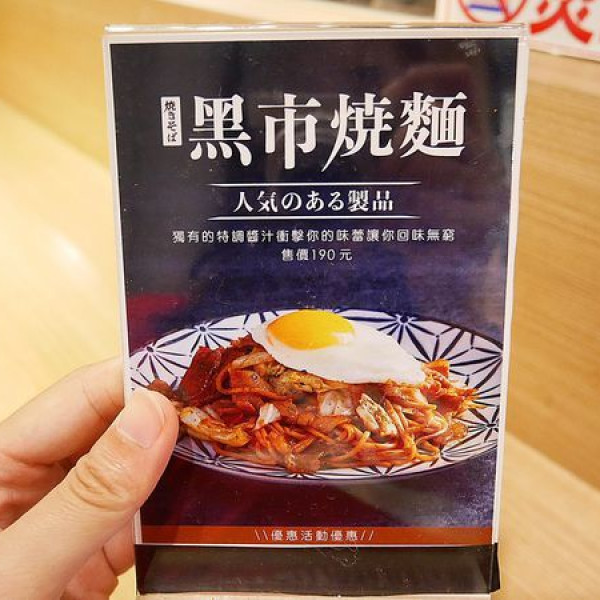 焼きそば
黑市焼麵
人気のある製品
獨有的特調醬汁衝擊你的味蕾讓你回味無窮
售價190元
\\優惠活動優惠//